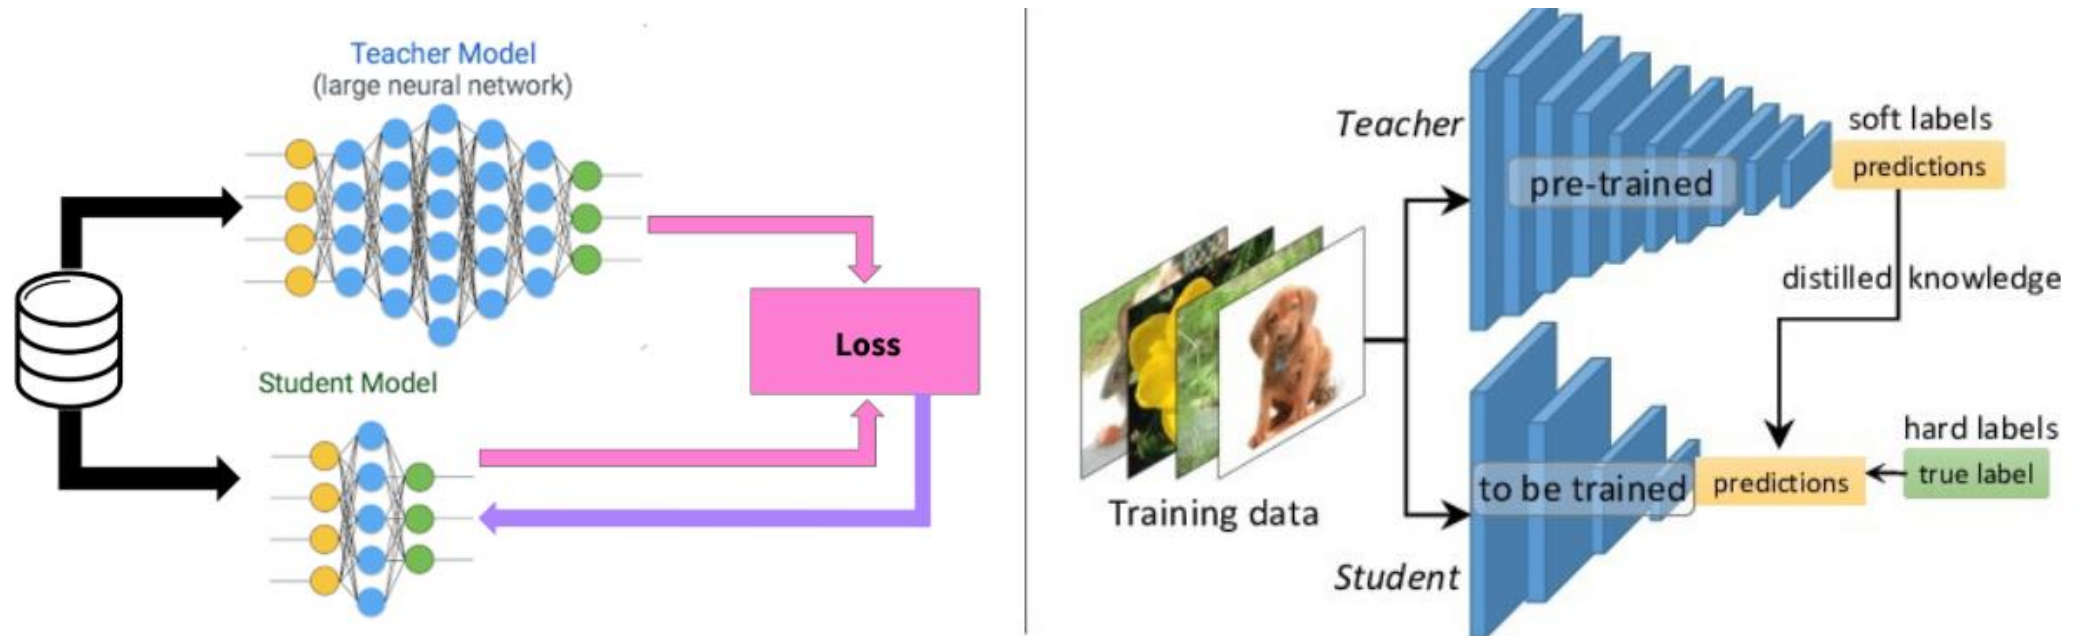 Teacher Model
(large neural network)
Loss
Student Model
Teacher
pre-trained
soft labels
predictions
distilled knowledge
Training data
to be trained
predictions
hard labels
true label
Student